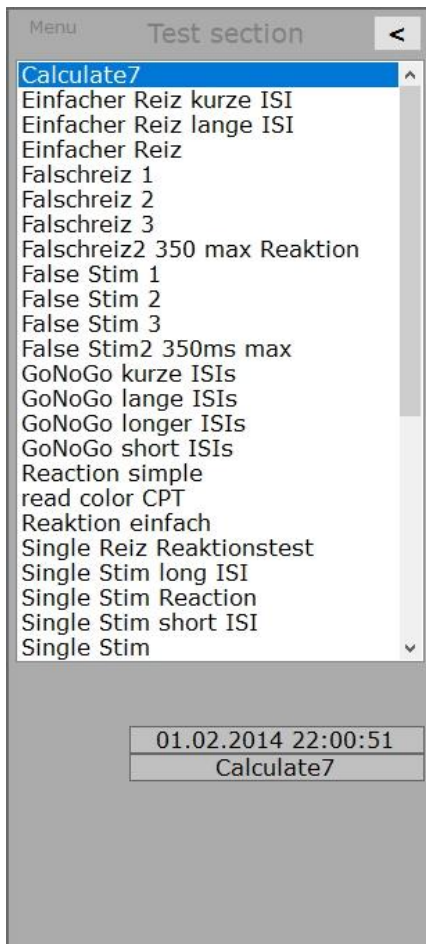 Menu
Test section
<
Calculate7
Einfacher Reiz kurze ISI
Einfacher Reiz lange ISI
Einfacher Reiz
Falschreiz 1
Falschreiz 2
Falschreiz 3
Falschreiz2 350 max Reaktion
False Stim 1
False Stim 2
False Stim 3
False Stim2 350ms max
GoNoGo kurze ISIs
GoNoGo lange ISIs
GoNoGo longer ISIs
GoNoGo short ISIs
Reaction simple
read color CPT
Reaktion einfach
Single Reiz Reaktionstest
Single Stim long ISI
Single Stim Reaction
Single Stim short ISI
Single Stim
01.02.2014 22:00:51
Calculate7